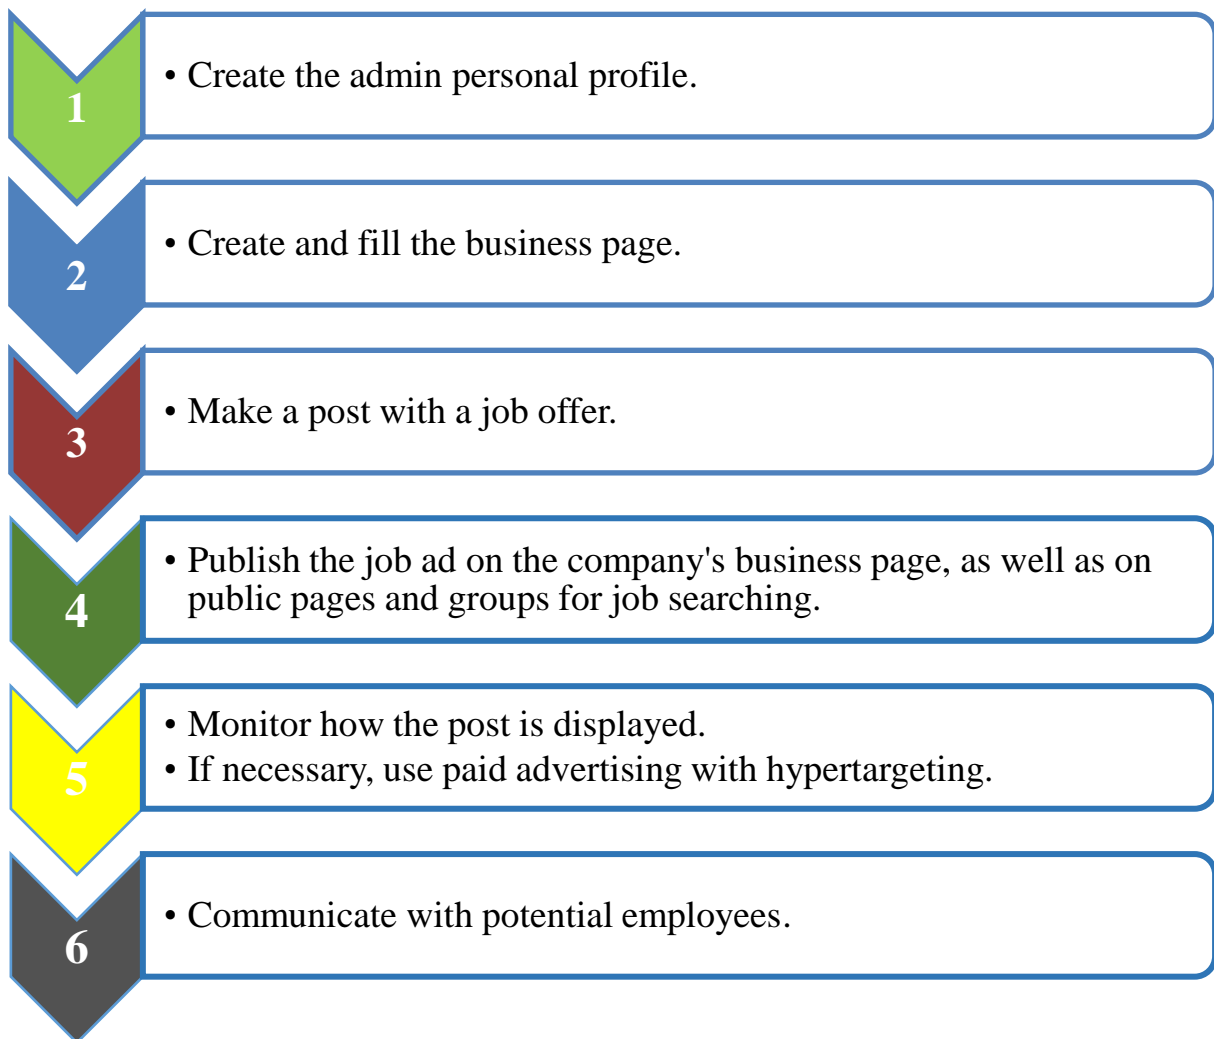 1
• Create the admin personal profile.
2
• Create and fill the business page.
3
• Make a post with a job offer.
4
• Publish the job ad on the company's business page, as well as on
public pages and groups for job searching.
5
• Monitor how the post is displayed.
• If necessary, use paid advertising with hypertargeting.
6
• Communicate with potential employees.